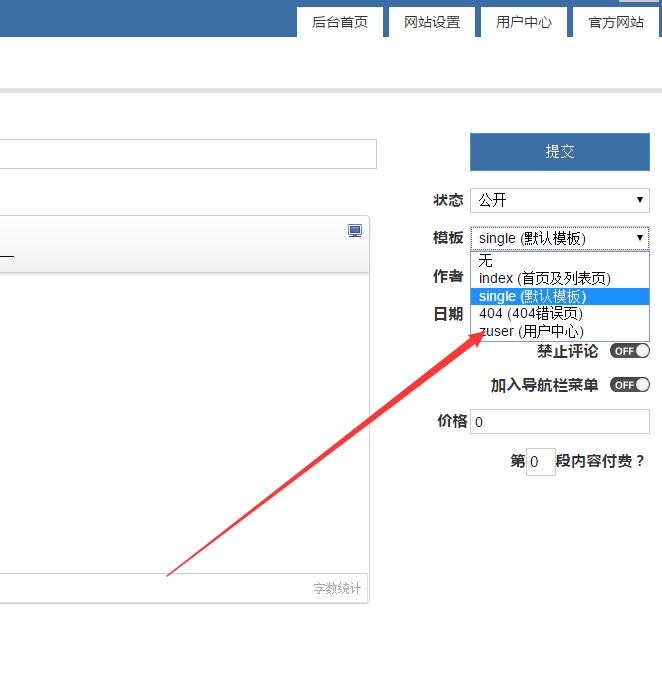 后台首页 网站设置 用户中心 官方网站
提交
状态 公开
模板 single (默认模板)
无
index (首页及列表页)
作者
single (默认模板)
404 (404错误页)
日期
zuser (用户中心)
禁止评论 OFF
加入导航栏菜单 OFF
价格 0
第 0 段内容付费？
字数统计